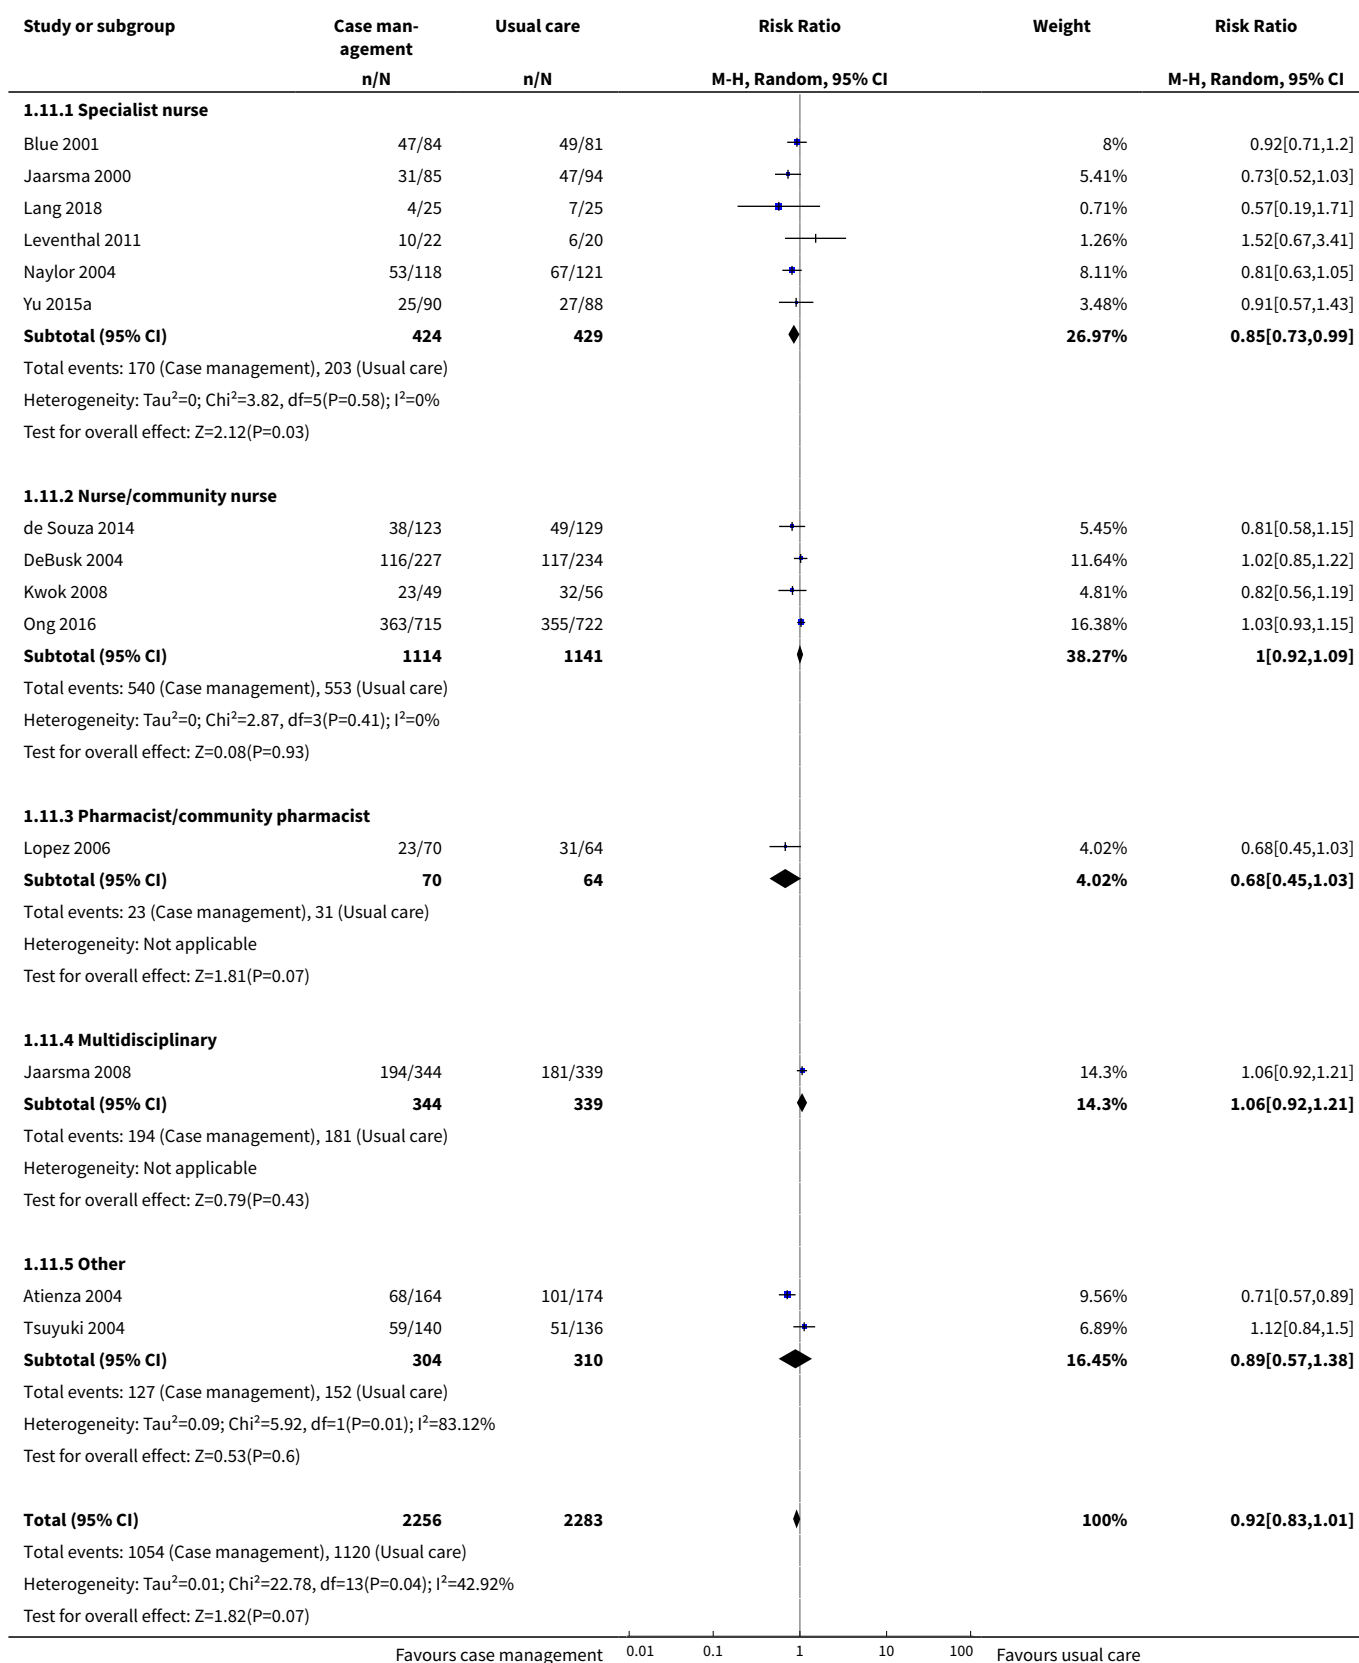 Study or subgroup Case man- Usual care Risk Ratio Weight Risk Ratio
agement
n/N n/N M-H, Random, 95% CI M-H, Random, 95% CI
1.11.1 Specialist nurse
Blue 2001 47/84 49/81 8% 0.92[0.71,1.2]
Jaarsma 2000 31/85 47/94 5.41% 0.73[0.52,1.03]
Lang 2018 4/25 7/25 0.71% 0.57[0.19,1.71]
Leventhal 2011 10/22 6/20 1.26% 1.52[0.67,3.41]
Naylor 2004 53/118 67/121 8.11% 0.81[0.63,1.05]
Yu 2015a 25/90 27/88 3.48% 0.91[0.57,1.43]
Subtotal (95% CI) 424 429 26.97% 0.85[0.73,0.99]
Total events: 170 (Case management), 203 (Usual care)
Heterogeneity: Tau²=0; Chi²=3.82, df=5(P=0.58); I²=0%
Test for overall effect: Z=2.12(P=0.03)
1.11.2 Nurse/community nurse
de Souza 2014 38/123 49/129 5.45% 0.81[0.58,1.15]
DeBusk 2004 116/227 117/234 11.64% 1.02[0.85,1.22]
Kwok 2008 23/49 32/56 4.81% 0.82[0.56,1.19]
Ong 2016 363/715 355/722 16.38% 1.03[0.93,1.15]
Subtotal (95% CI) 1114 1141 38.27% 1[0.92,1.09]
Total events: 540 (Case management), 553 (Usual care)
Heterogeneity: Tau²=0; Chi²=2.87, df=3(P=0.41); I²=0%
Test for overall effect: Z=0.08(P=0.93)
1.11.3 Pharmacist/community pharmacist
Lopez 2006 23/70 31/64 4.02% 0.68[0.45,1.03]
Subtotal (95% CI) 70 64 4.02% 0.68[0.45,1.03]
Total events: 23 (Case management), 31 (Usual care)
Heterogeneity: Not applicable
Test for overall effect: Z=1.81(P=0.07)
1.11.4 Multidisciplinary
Jaarsma 2008 194/344 181/339 14.3% 1.06[0.92,1.21]
Subtotal (95% CI) 344 339 14.3% 1.06[0.92,1.21]
Total events: 194 (Case management), 181 (Usual care)
Heterogeneity: Not applicable
Test for overall effect: Z=0.79(P=0.43)
1.11.5 Other
Atienza 2004 68/164 101/174 9.56% 0.71[0.57,0.89]
Tsuyuki 2004 59/140 51/136 6.89% 1.12[0.84,1.5]
Subtotal (95% CI) 304 310 16.45% 0.89[0.57,1.38]
Total events: 127 (Case management), 152 (Usual care)
Heterogeneity: Tau²=0.09; Chi²=5.92, df=1(P=0.01); I²=83.12%
Test for overall effect: Z=0.53(P=0.6)
Total (95% CI) 2256 2283 100% 0.92[0.83,1.01]
Total events: 1054 (Case management), 1120 (Usual care)
Heterogeneity: Tau²=0.01; Chi²=22.78, df=13(P=0.04); I²=42.92%
Test for overall effect: Z=1.82(P=0.07)
Favours case management 0.01 0.1 1 10 100 Favours usual care